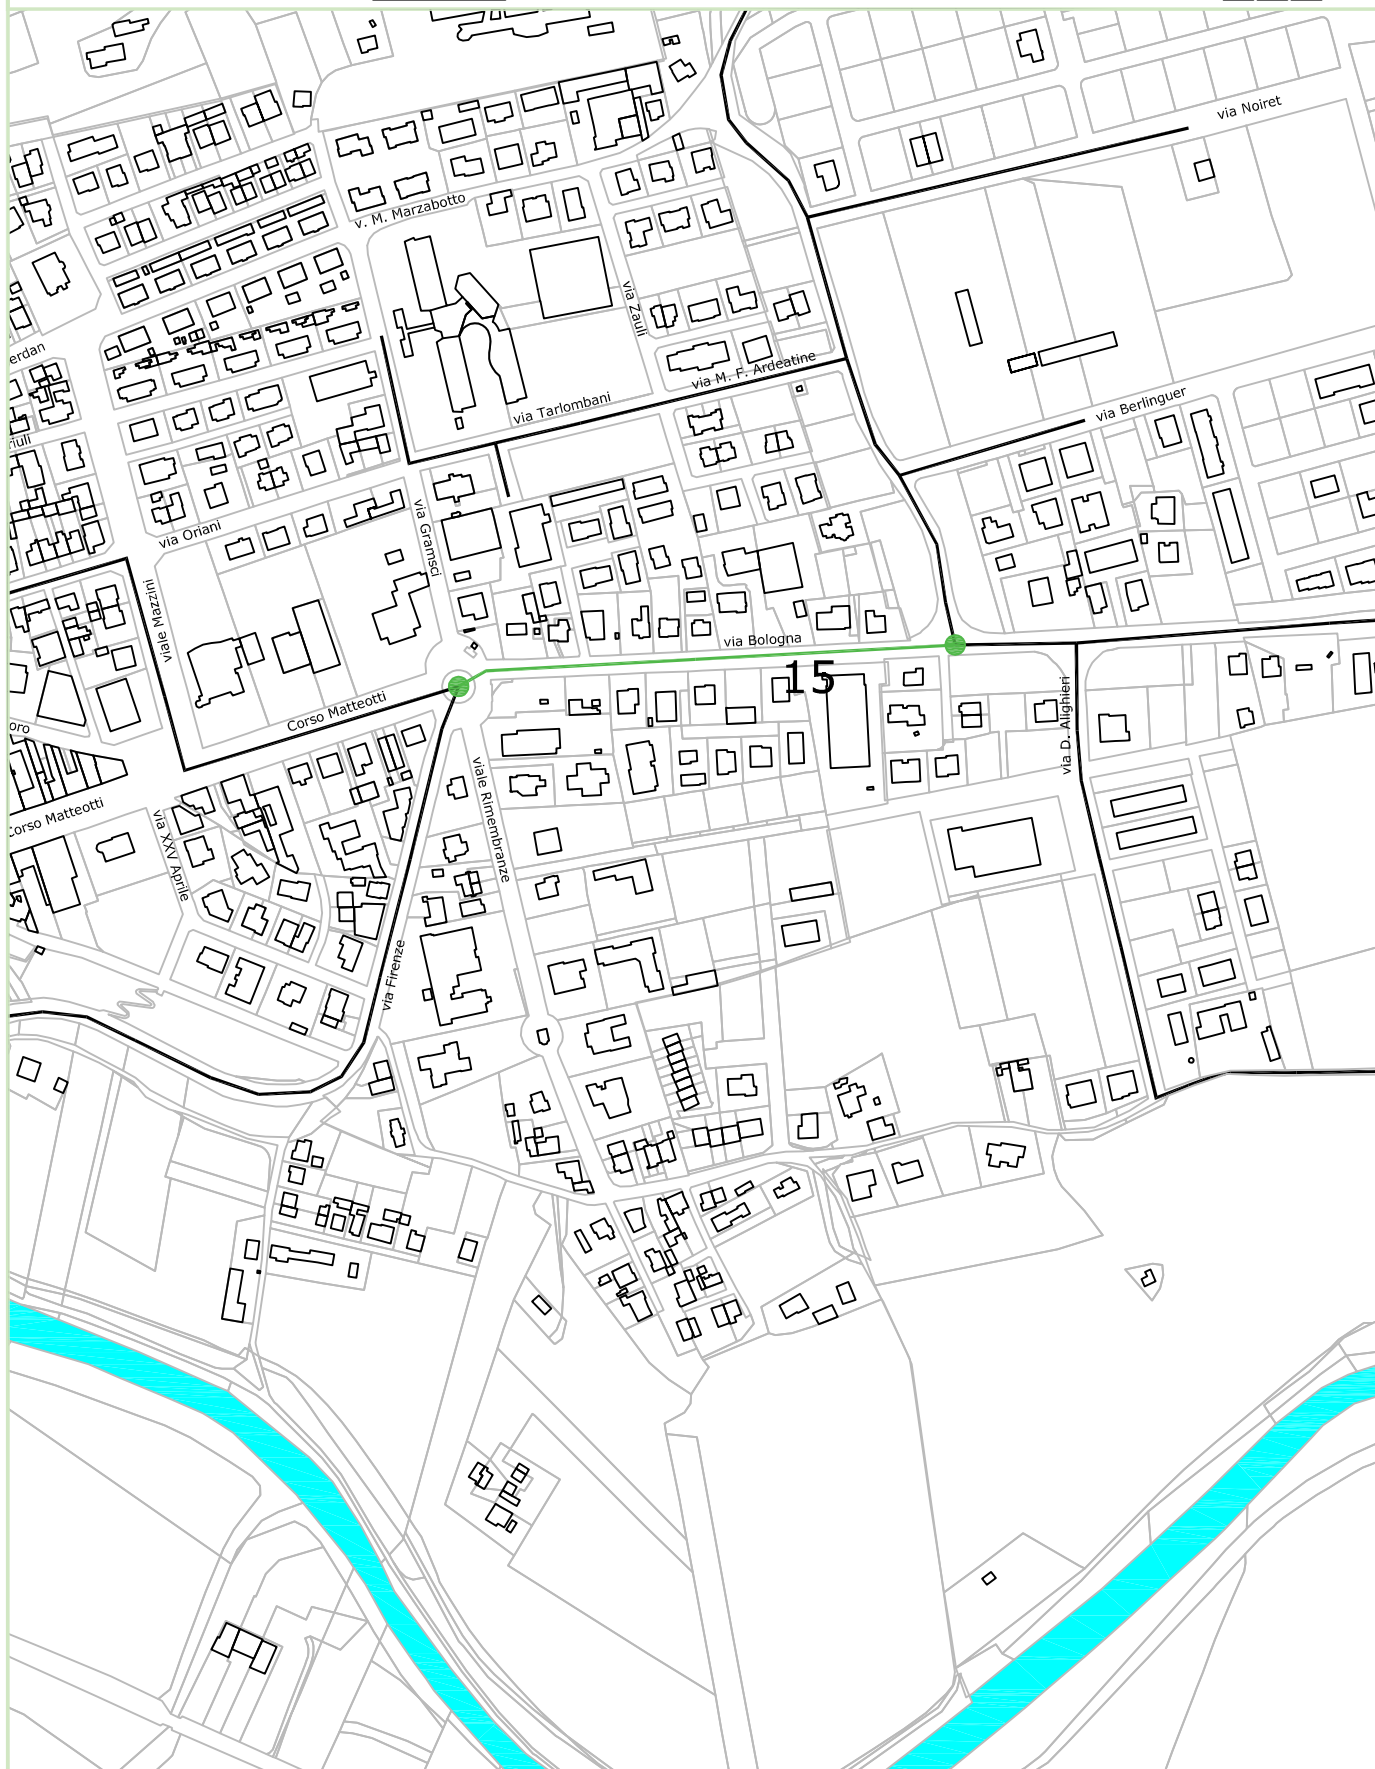 via Noiret
v. M. Marzabotto
via Zauli
erdan
via M. F. Ardeatine
via Tarlombani
via Berlinguer
riuli
via Gramsci
via Oriani
viale Mazzini
via Bologna
15
Corso Matteotti
via D. Alighieri
oro
viale Rimembranze
Corso Matteotti
via XXV Aprile
via Firenze